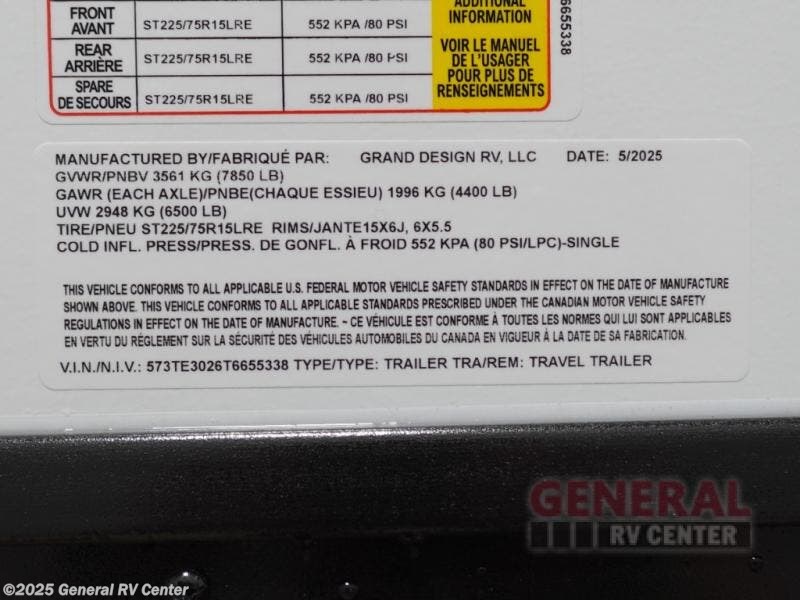 ADDITIONAL
INFORMATION
VOIR LE MANUEL
DE L'USAGER
POUR PLUS DE
RENSEIGNEMENTS
FRONT
AVANT ST225/75R15LRE 552 KPA /80 PSI
REAR
ARRIÈRE ST225/75R15LRE 552 KPA /80 PSI
SPARE
DE SECOURS ST225/75R15LRE 552 KPA /80 PSI
6655338
MANUFACTURED BY/FABRIQUÉ PAR: GRAND DESIGN RV, LLC DATE: 5/2025
GVWR/PNBV 3561 KG (7850 LB)
GAWR (EACH AXLE)/PNBE(CHAQUE ESSIEU) 1996 KG (4400 LB)
UVW 2948 KG (6500 LB)
TIRE/PNEU ST225/75R15LRE RIMS/JANTE15X6J, 6X5.5
COLD INFL. PRESS/PRESS. DE GONFL. À FROID 552 KPA (80 PSI/LPC)-SINGLE
THIS VEHICLE CONFORMS TO ALL APPLICABLE U.S. FEDERAL MOTOR VEHICLE SAFETY STANDARDS IN EFFECT ON THE DATE OF MANUFACTURE
SHOWN ABOVE. THIS VEHICLE CONFORMS TO ALL APPLICABLE STANDARDS PRESCRIBED UNDER THE CANADIAN MOTOR VEHICLE SAFETY
REGULATIONS IN EFFECT ON THE DATE OF MANUFACTURE. ~ CE VÉHICULE EST CONFORME À TOUTES LES NORMES QUI LUI SONT APPLICABLES
EN VERTU DU RÉGLEMENT SUR LA SÉCURITÉ DES VÉHICULES AUTOMOBILES DU CANADA EN VIGUEUR À LA DATE DE SA FABRICATION.
V.I.N./N.I.V.: 573TE3026T6655338 TYPE/TYPE: TRAILER TRA/REM: TRAVEL TRAILER
GENERAL
RV CENTER
©2025 General RV Center